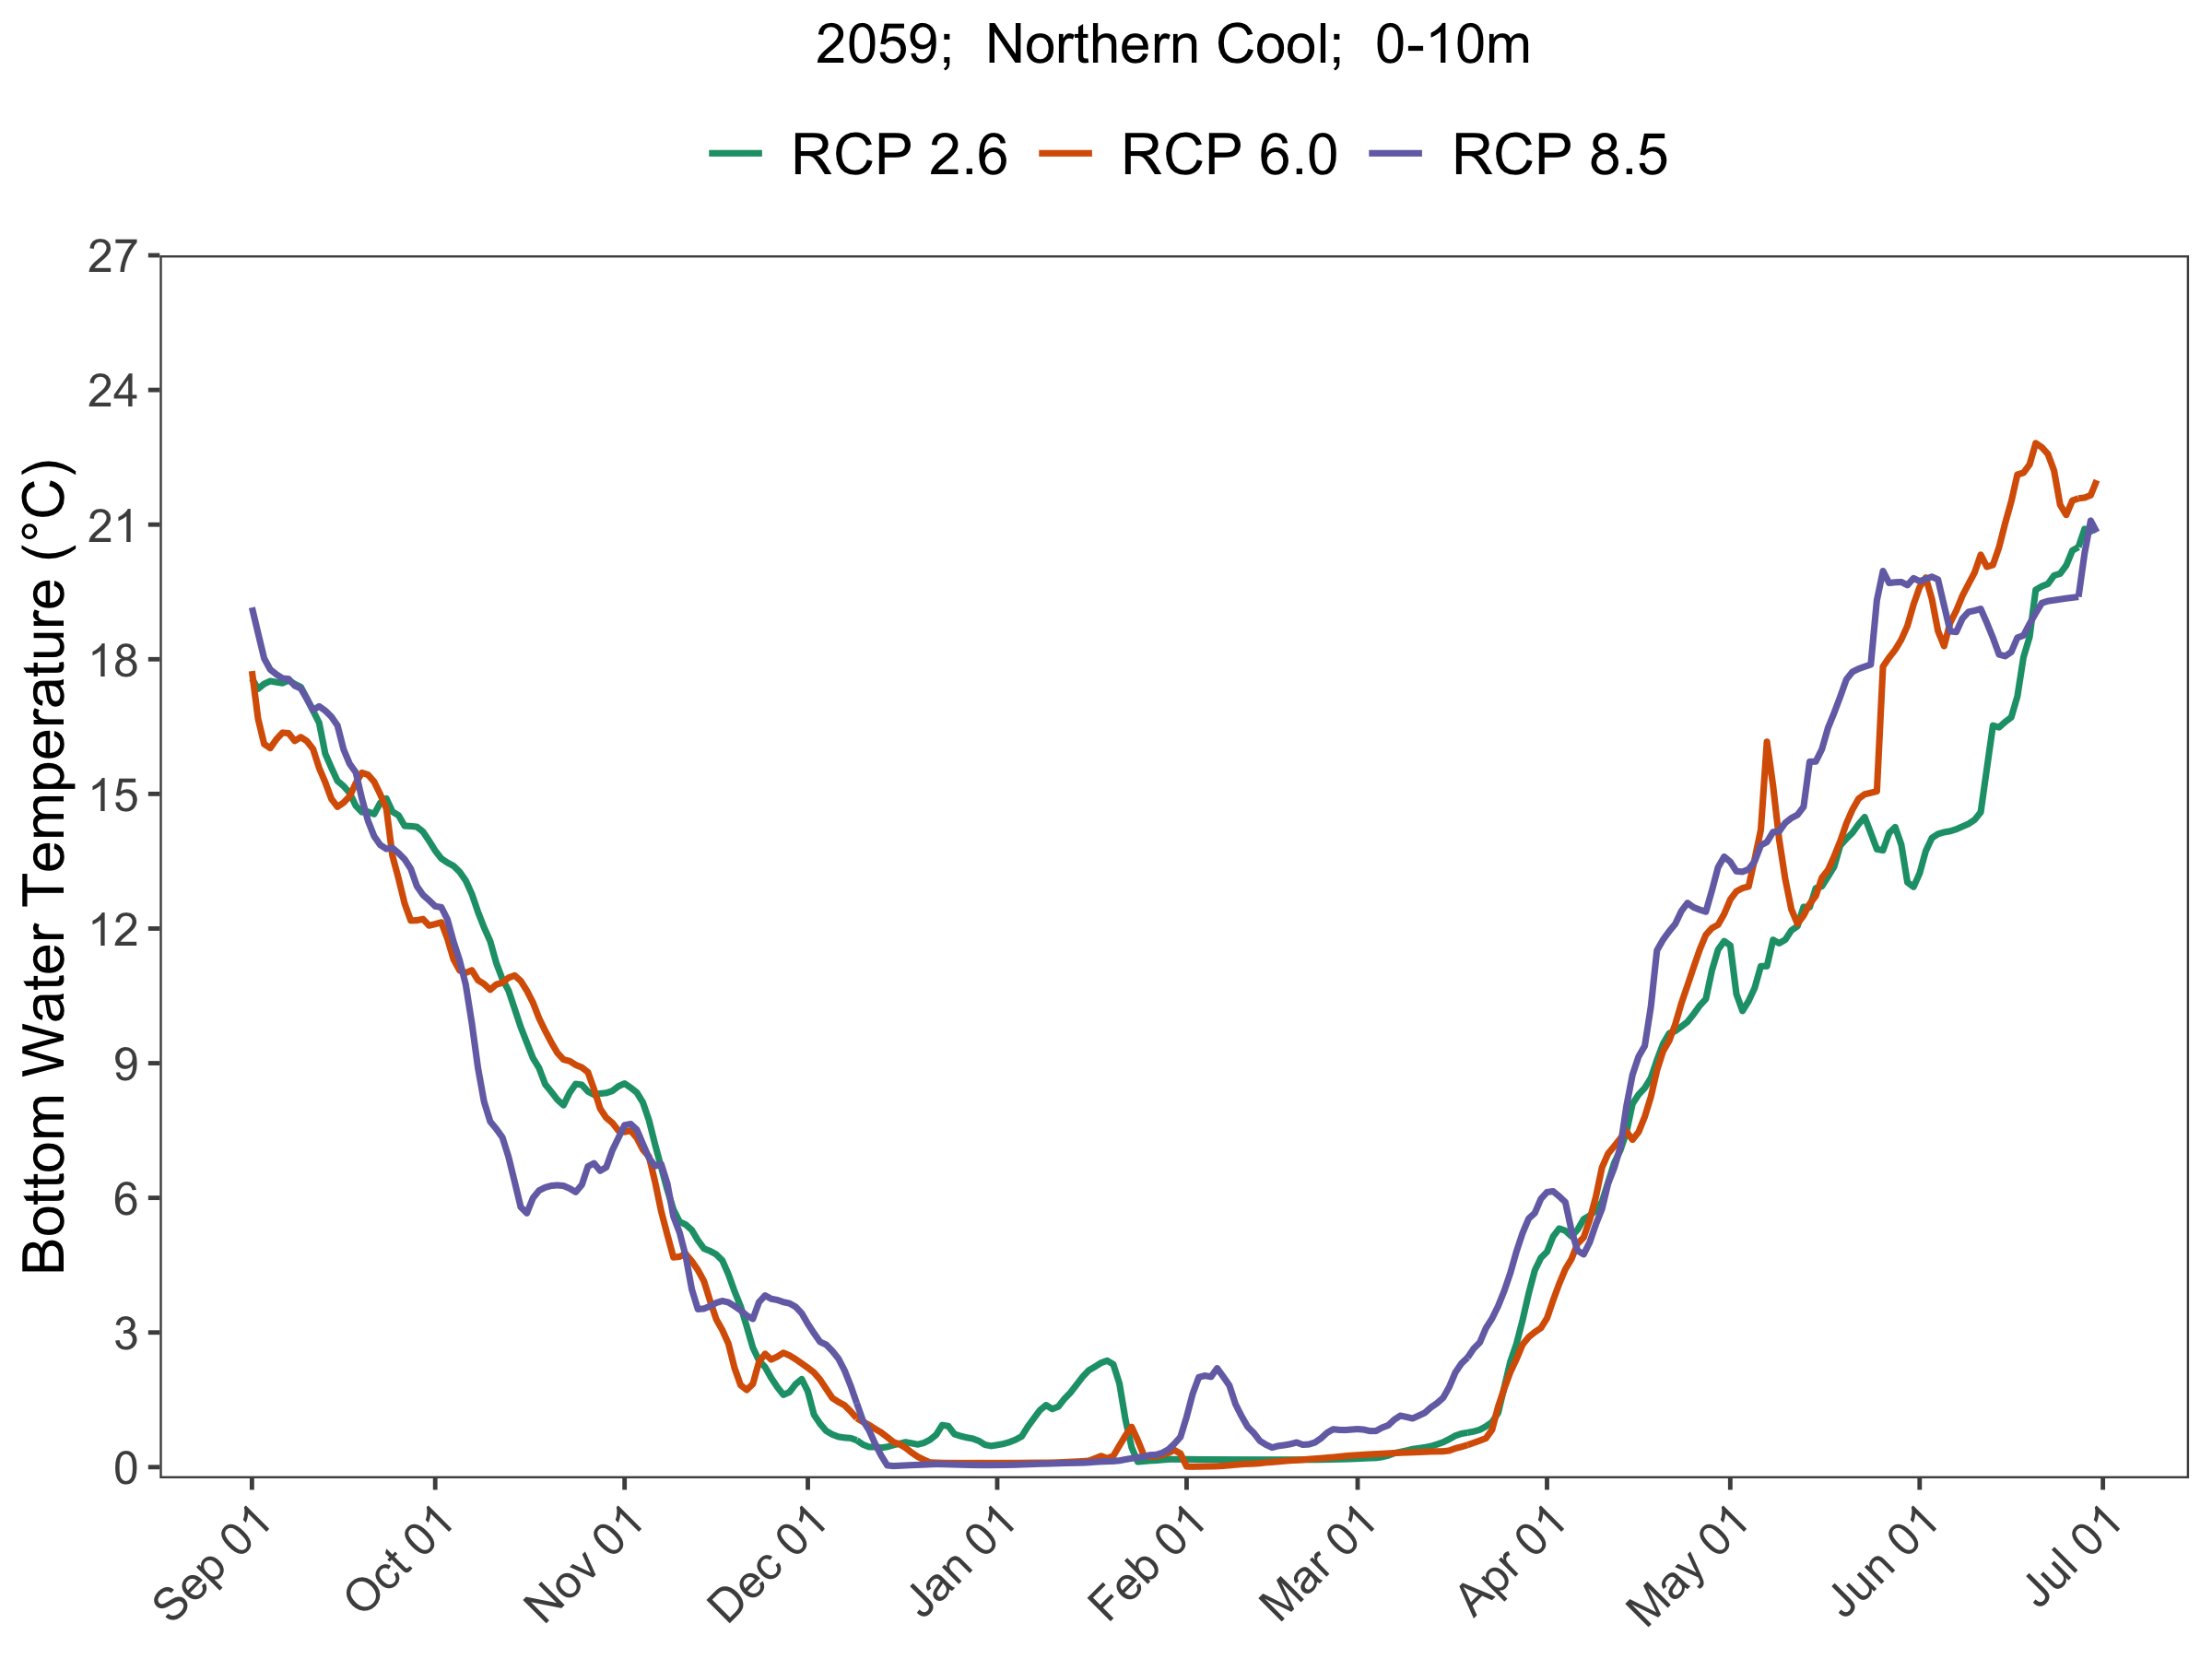 2059;  Northern Cool;  0-10m
RCP 2.6 RCP 6.0 RCP 8.5
Bottom Water Temperature (°C)
27
24
21
18
15
12
9
6
3
0
Sep 01 Oct 01 Nov 01 Dec 01 Jan 01 Feb 01 Mar 01 Apr 01 May 01 Jun 01 Jul 01